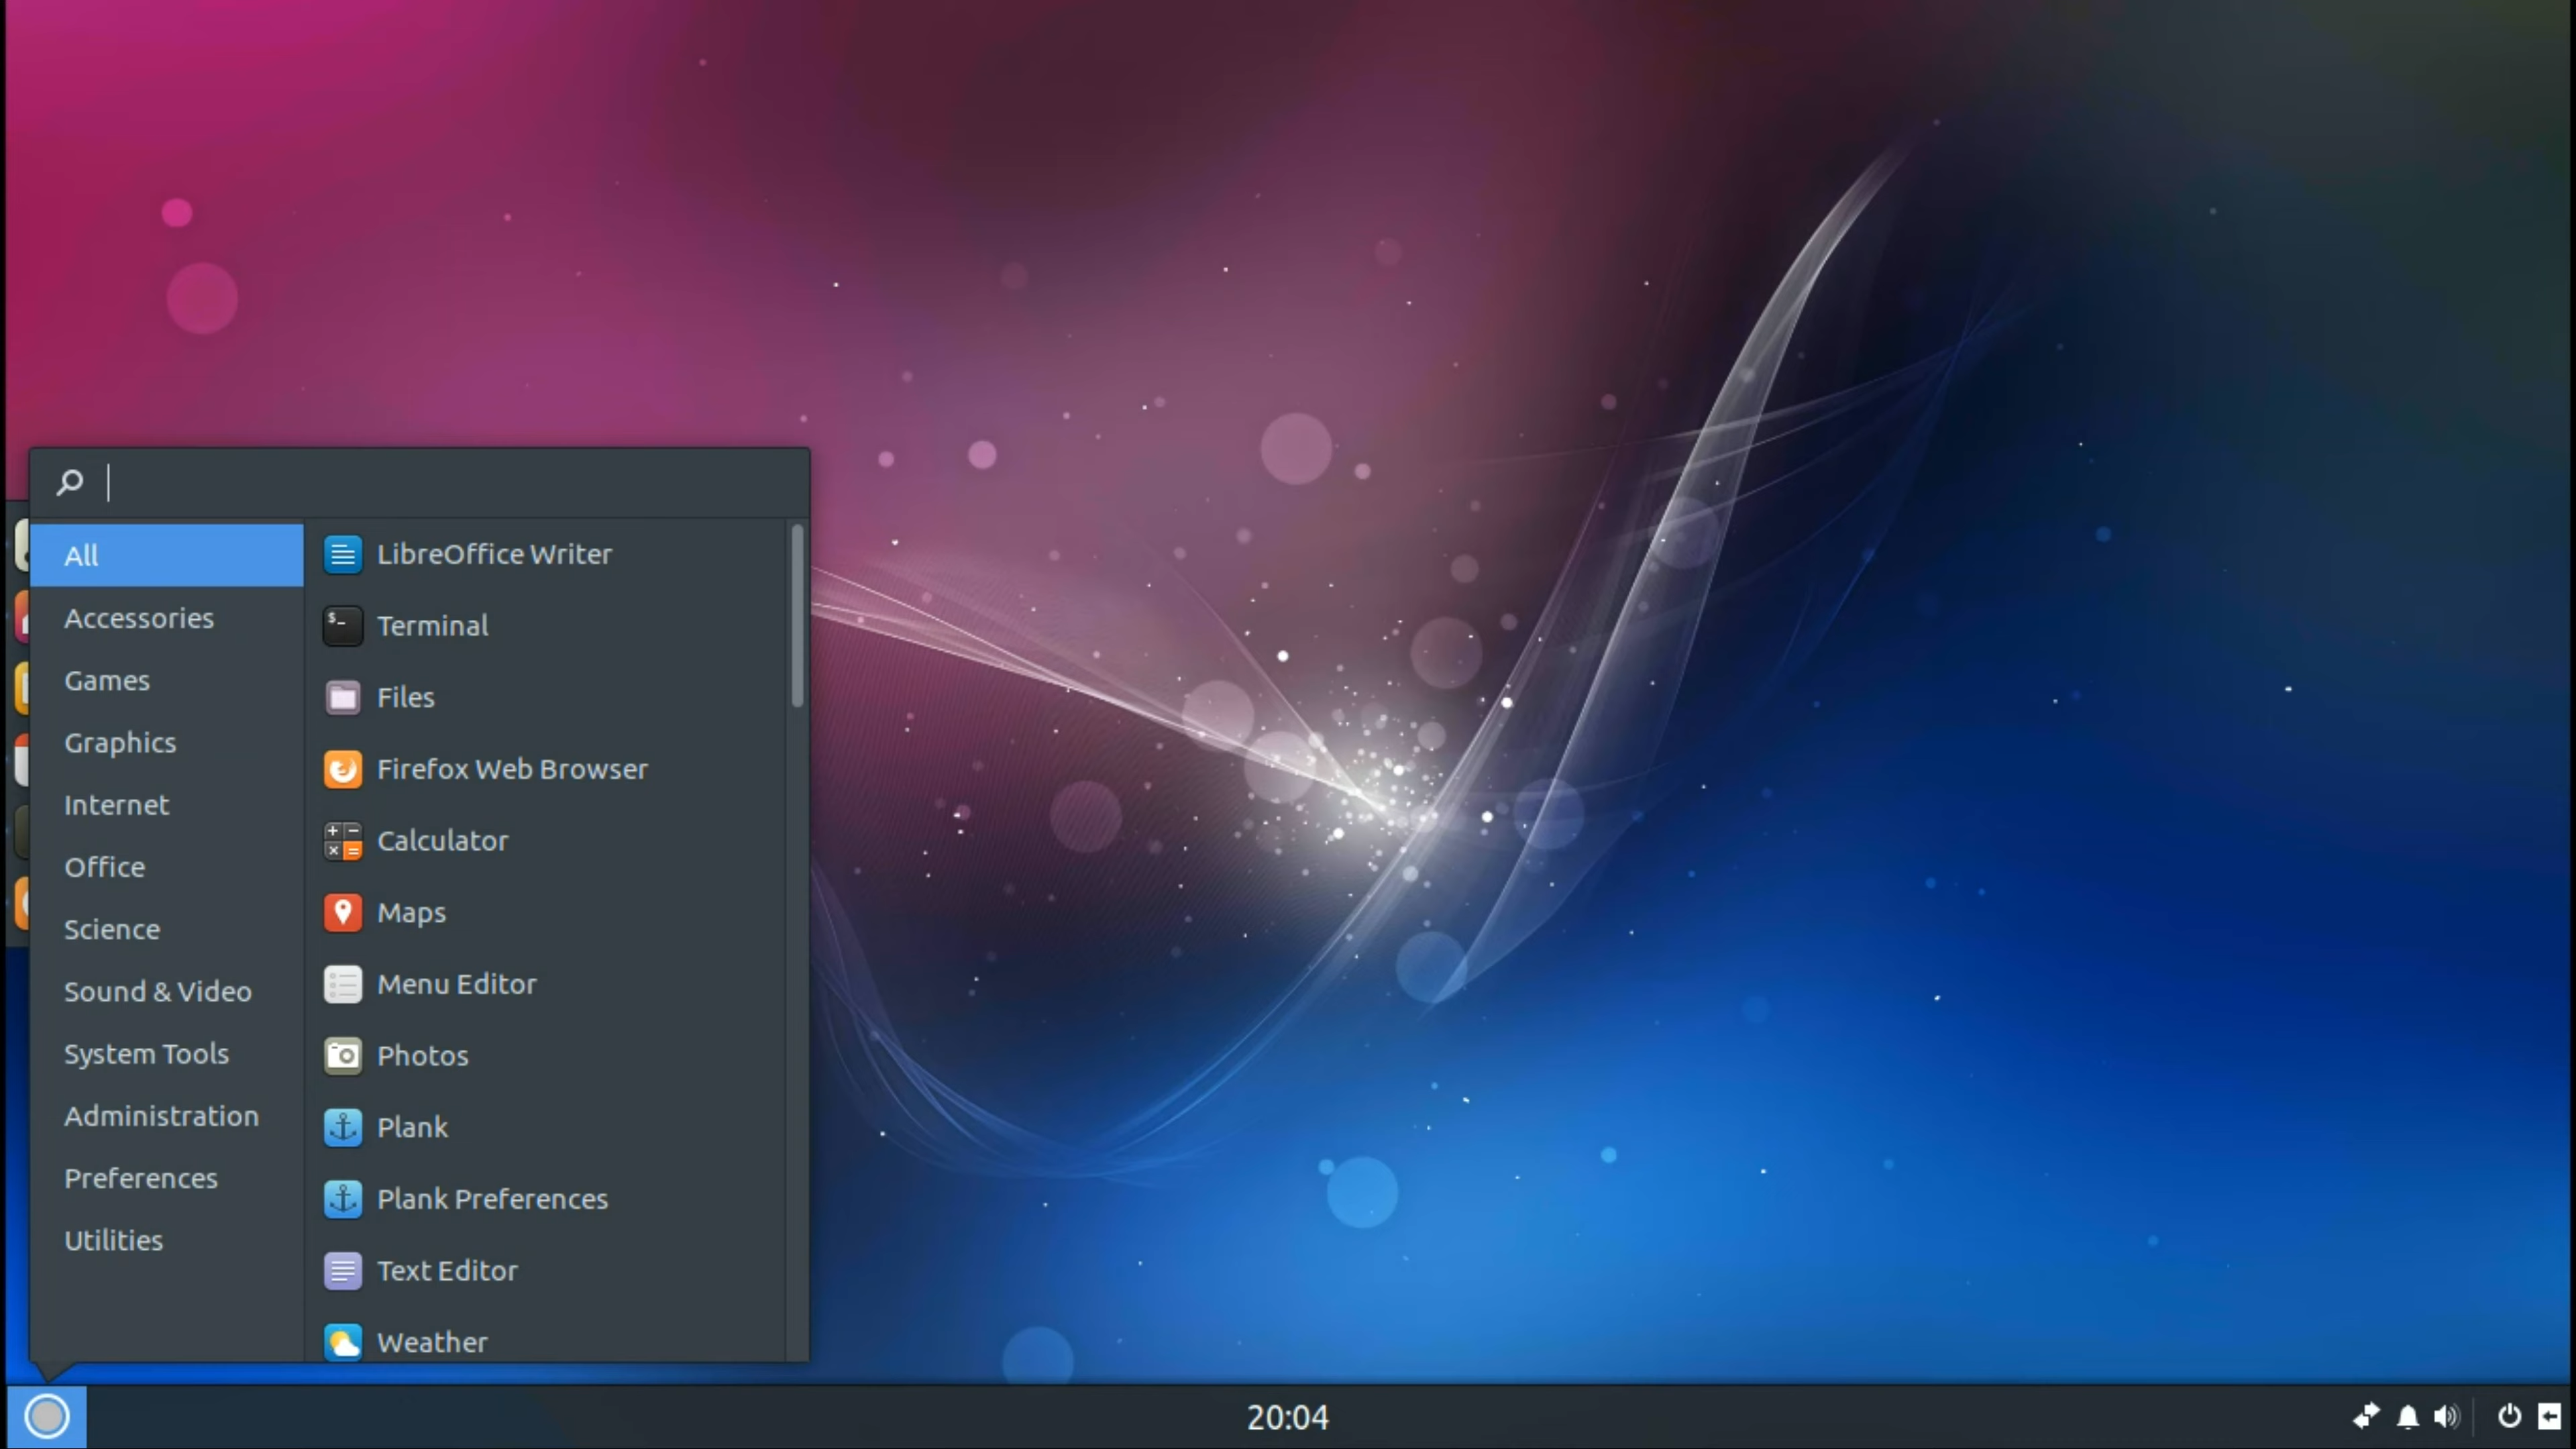 All
Accessories
Games
Graphics
Internet
Office
Science
Sound & Video
System Tools
Administration
Preferences
Utilities
LibreOffice Writer
$_
Terminal
Files
Firefox Web Browser
Calculator
Maps
Menu Editor
Photos
Plank
Plank Preferences
Text Editor
Weather
20:04